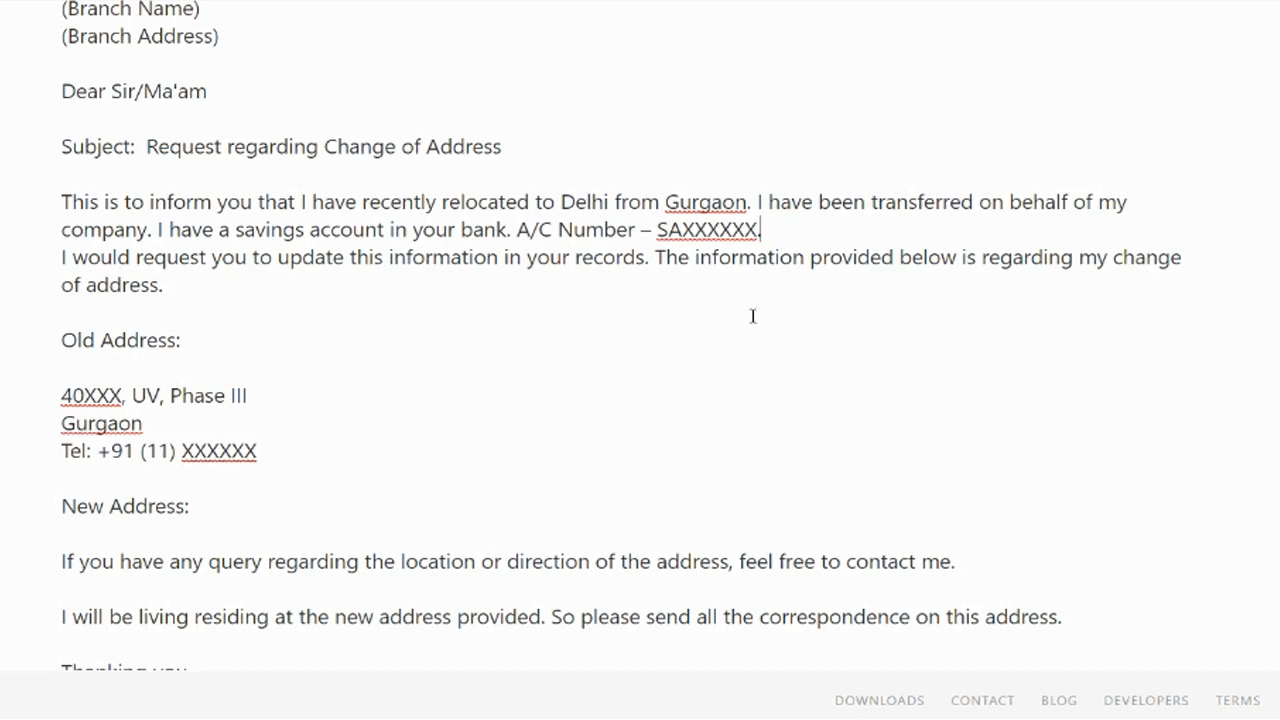 (Branch Name)
(Branch Address)
Dear Sir/Ma'am
Subject:  Request regarding Change of Address
This is to inform you that I have recently relocated to Delhi from Gurgaon. I have been transferred on behalf of my
company. I have a savings account in your bank. A/C Number – SAXXXXXX.
I would request you to update this information in your records. The information provided below is regarding my change
of address.
Old Address:
40XXX, UV, Phase III
Gurgaon
Tel: +91 (11) XXXXXX
New Address:
If you have any query regarding the location or direction of the address, feel free to contact me.
I will be living residing at the new address provided. So please send all the correspondence on this address.
Thanking you
DOWNLOADS CONTACT BLOG DEVELOPERS TERMS